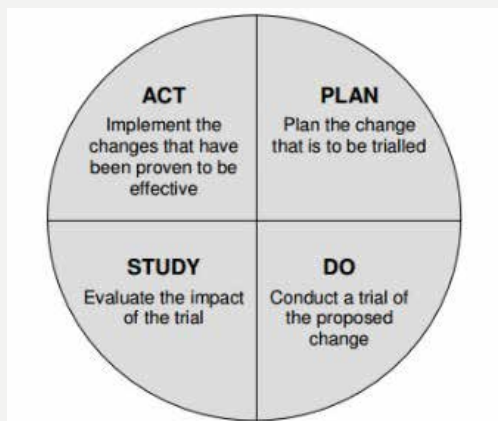 ACT
Implement the
changes that have
been proven to be
effective
PLAN
Plan the change
that is to be trialled
STUDY
Evaluate the impact
of the trial
DO
Conduct a trial of
the proposed
change